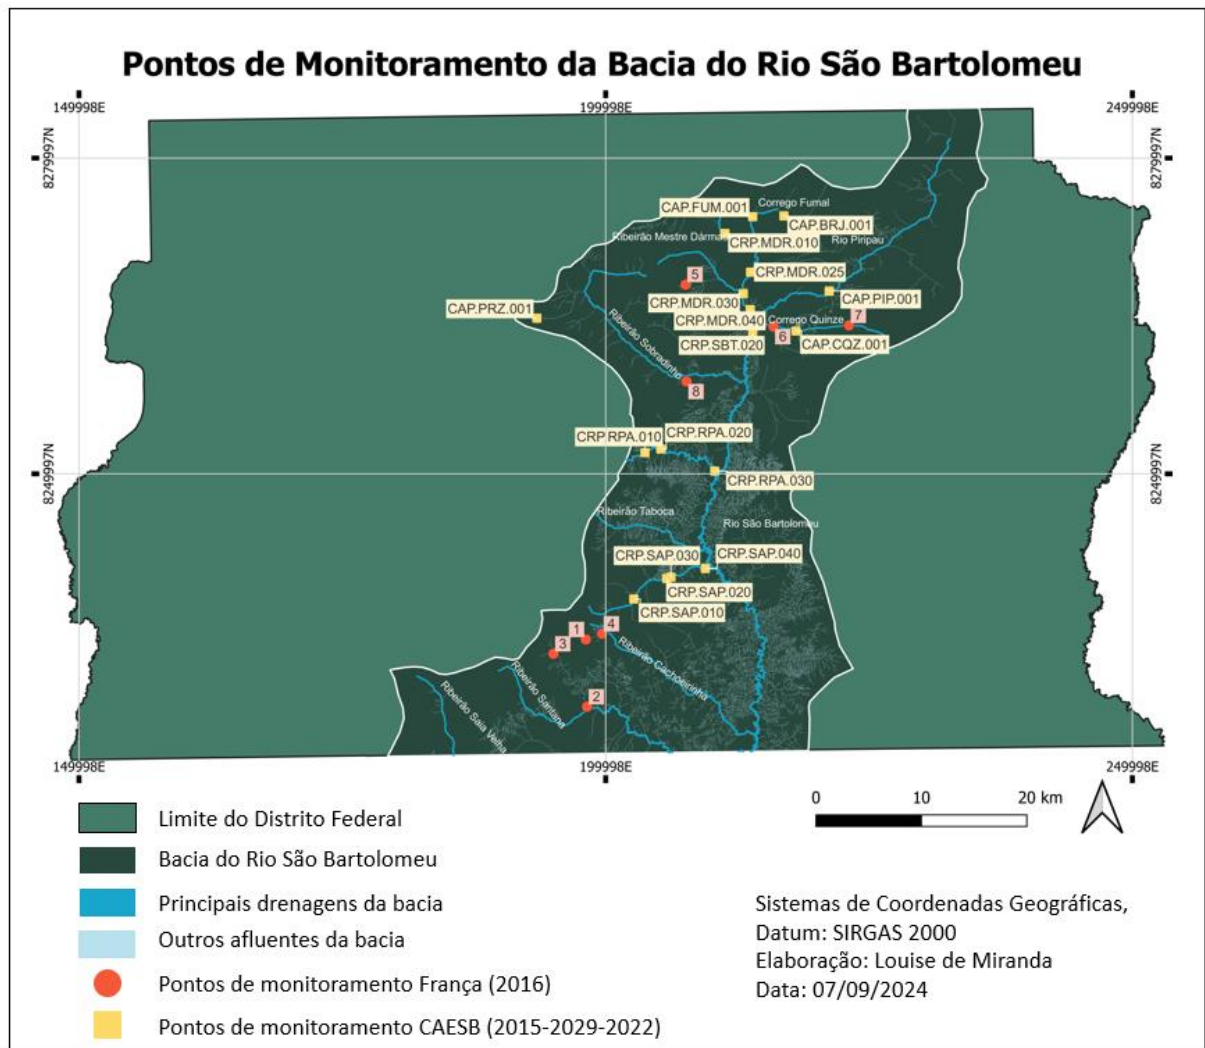 Pontos de Monitoramento da Bacia do Rio São Bartolomeu
149998E
199998E
249998E
8279997N
8279997N
CAP.FUM.001
Corrego Fumal
CAP.BRJ.001
Ribeirão Mestre Dármas
CRP.MDR.010
Rio Piripau
CRP.MDR.025
5
CAP.PIP.001
CRP.MDR.030
CAP.PRZ.001
CRP.MDR.040
Corrego Quinze
7
6
CRP.SBT.020
CAP.CQZ.001
Ribeirão Sobradinho
8
CRP.RPA.010
CRP.RPA.020
8249997N
8249997N
CRP.RPA.030
Ribeirão Taboca
Rio São Bartolomeu
CRP.SAP.030
CRP.SAP.040
CRP.SAP.020
CRP.SAP.010
1
4
3
Ribeirão Cachoeirinha
2
Ribeirão Santana
Ribeirão Saia Velha
149998E
199998E
249998E
0
10
20 km
Limite do Distrito Federal
Bacia do Rio São Bartolomeu
Principais drenagens da bacia
Outros afluentes da bacia
Pontos de monitoramento França (2016)
Pontos de monitoramento CAESB (2015-2029-2022)
Sistemas de Coordenadas Geográficas,
Datum: SIRGAS 2000
Elaboração: Louise de Miranda
Data: 07/09/2024